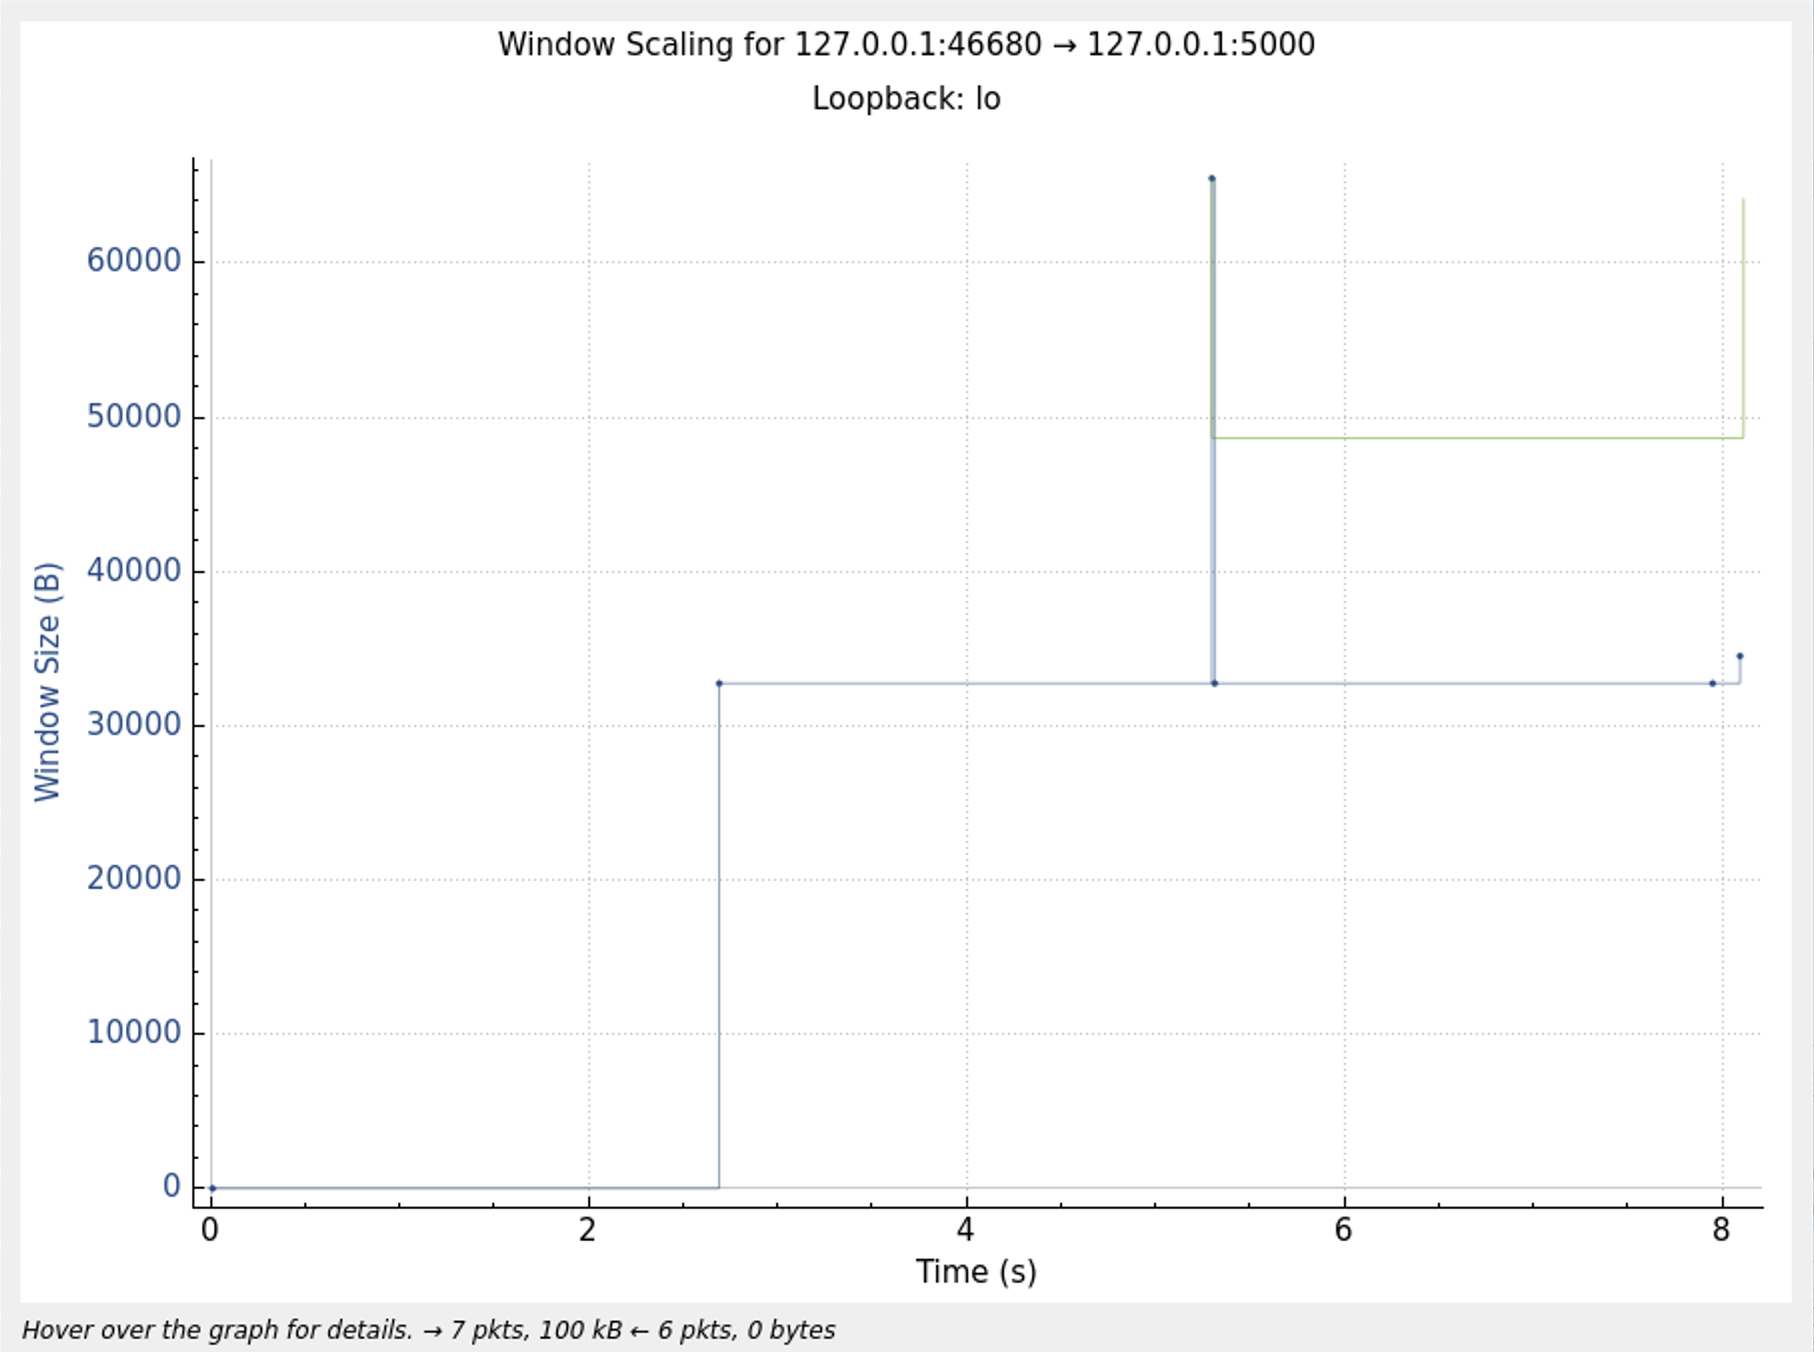 Window Scaling for 127.0.0.1:46680 → 127.0.0.1:5000
Loopback: lo
Window Size (B)
60000
50000
40000
30000
20000
10000
0
0 2 4 6 8
Time (s)
Hover over the graph for details. → 7 pkts, 100 kB ← 6 pkts, 0 bytes